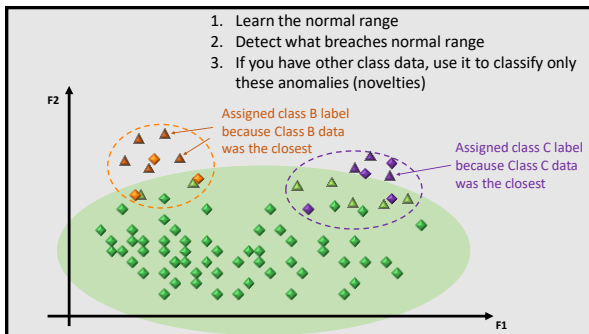 1. Learn the normal range
2. Detect what breaches normal range
3. If you have other class data, use it to classify only
these anomalies (novelties)
F2
Assigned class B label
because Class B data
was the closest
Assigned class C label
because Class C data
was the closest
F1